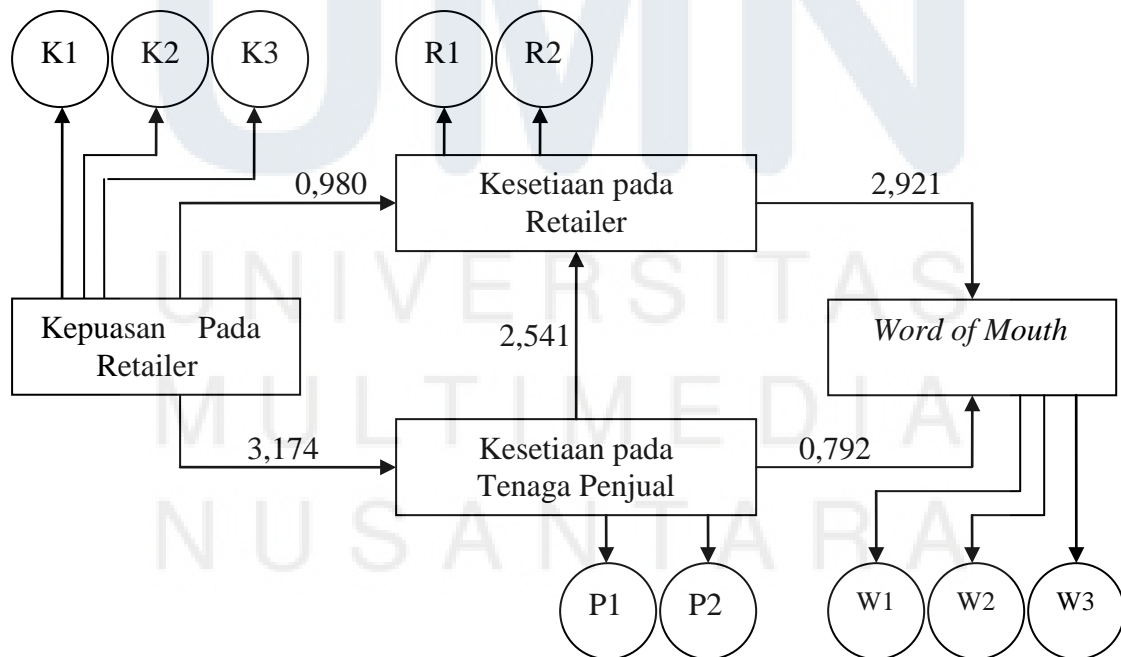 UMN
K1 K2 K3 R1 R2
Kesetiaan pada
Retailer
0,980
2,921
UNIVERSITAS
Kepuasan Pada
Retailer
2,541
Word of Mouth
MULTIMEDIA
Kesetiaan pada
Tenaga Penjual
3,174
0,792
NUSANTARA
P1 P2 W1 W2 W3